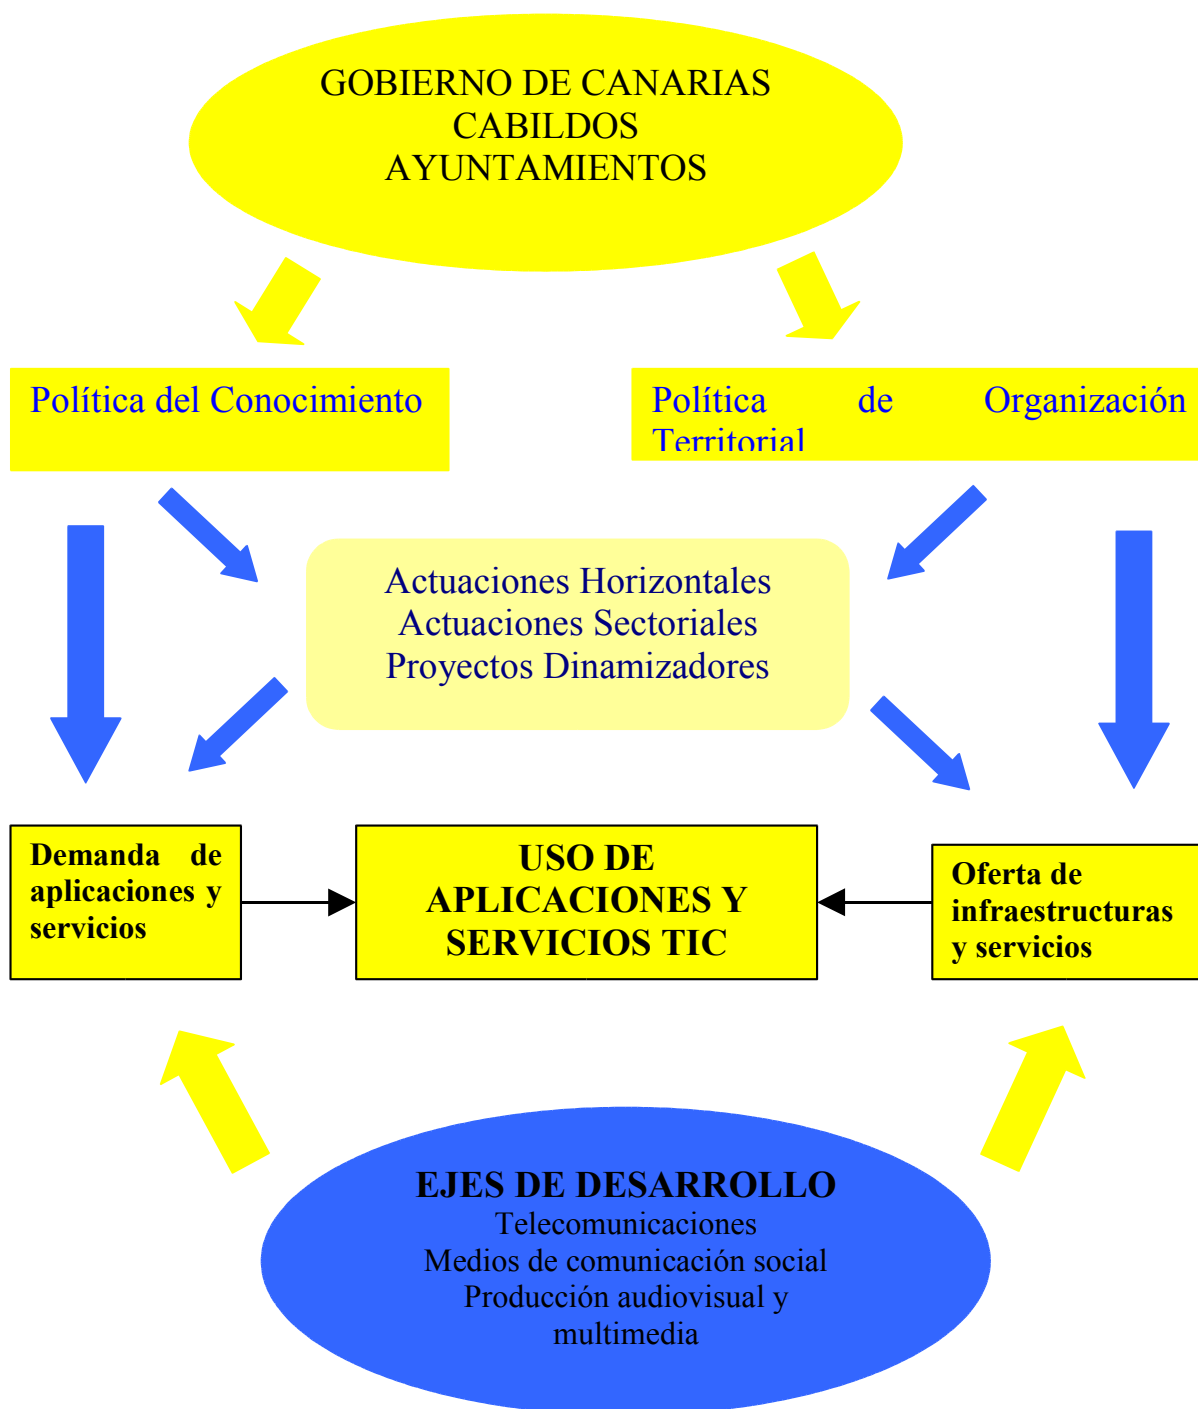 GOBIERNO DE CANARIAS
CABILDOS
AYUNTAMIENTOS
Política del Conocimiento
Política de Organización
Territorial
Actuaciones Horizontales
Actuaciones Sectoriales
Proyectos Dinamizadores
Demanda de
aplicaciones y
servicios
USO DE
APLICACIONES Y
SERVICIOS TIC
Oferta de
infraestructuras
y servicios
EJES DE DESARROLLO
Telecomunicaciones
Medios de comunicación social
Producción audiovisual y
multimedia